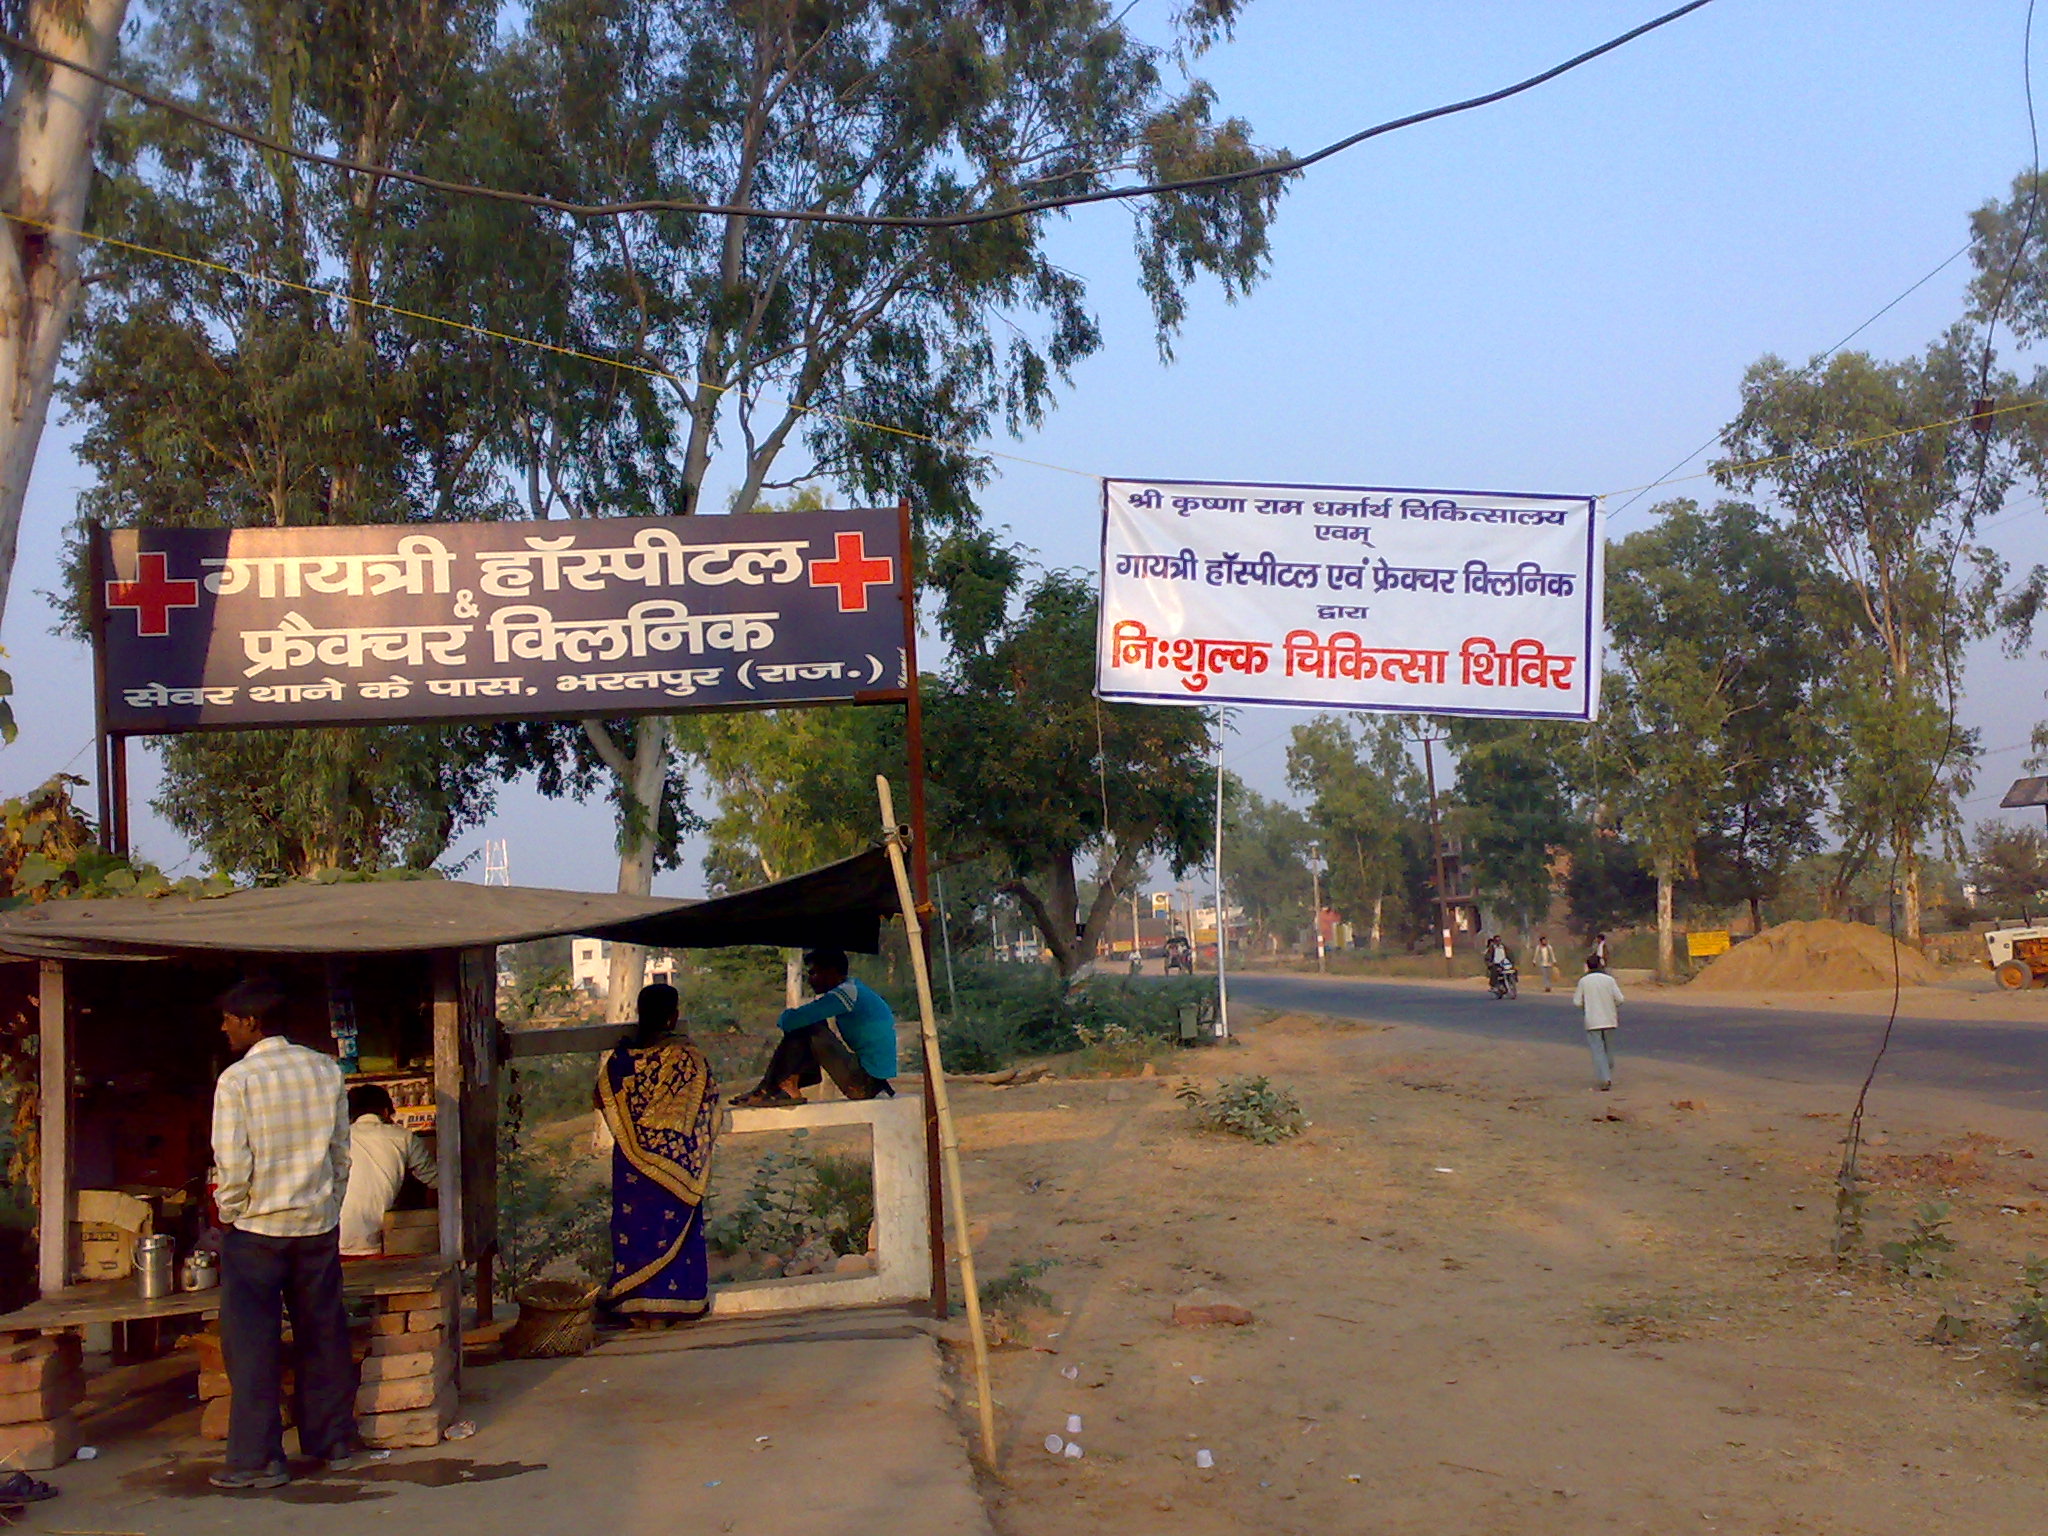 गायत्री हॉस्पीटल
&
फ्रैक्चर क्लिनिक
सेवर थाने के पास, भरतपुर (राज.)
श्री कृष्णा राम धर्मार्थ चिकित्सालय
एवम्
गायत्री हॉस्पीटल एवं फ्रेक्चर क्लिनिक
द्वारा
निःशुल्क चिकित्सा शिविर